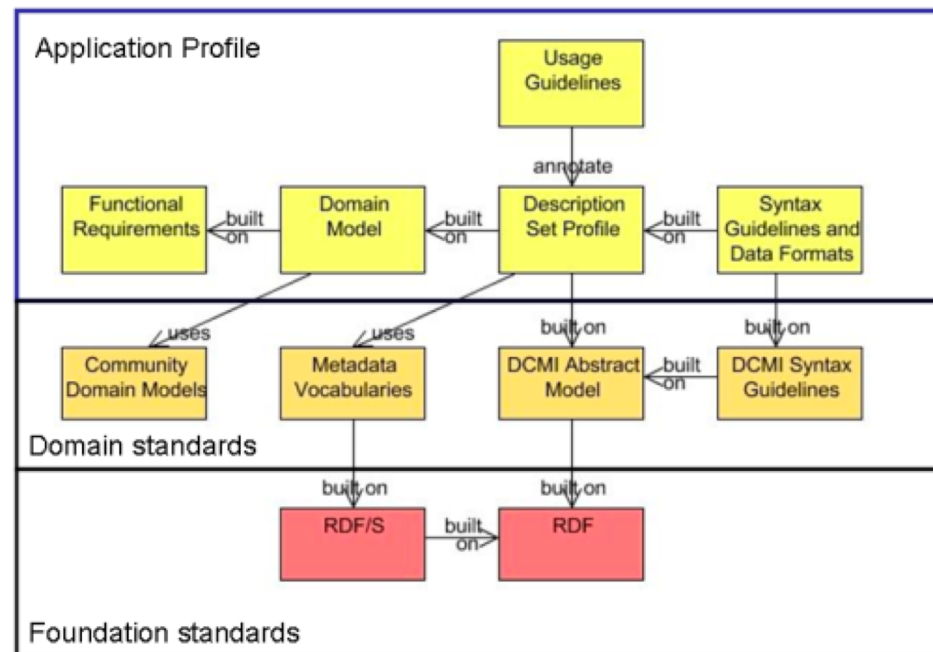 Application Profile
Usage
Guidelines
annotate
Functional
Requirements
built
on
Domain
Model
built
on
Description
Set Profile
built
on
Syntax
Guidelines and
Data Formats
uses
uses
built on
built on
Community
Domain Models
Metadata
Vocabularies
DCMI Abstract
Model
built
on
DCMI Syntax
Guidelines
Domain standards
built on
built on
RDF/S
built
on
RDF
Foundation standards